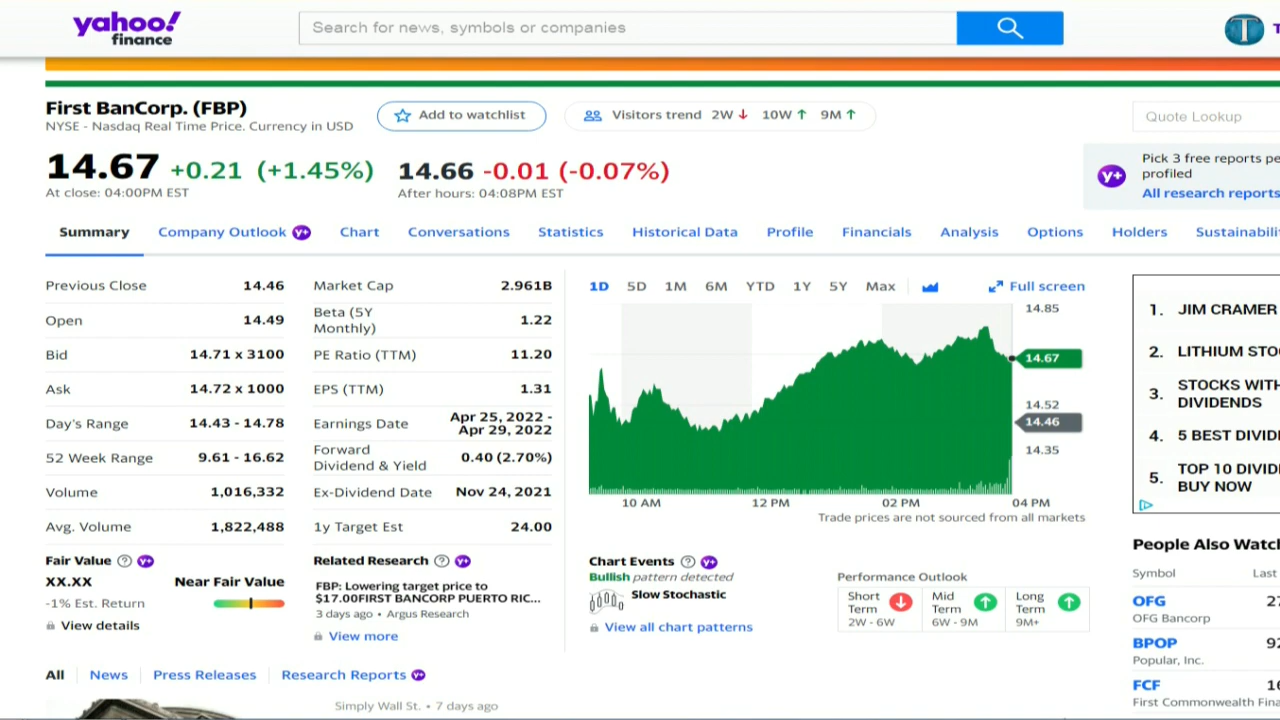 yahoo!
finance
Search for news, symbols or companies
T
First BanCorp. (FBP)
NYSE - Nasdaq Real Time Price. Currency in USD
Add to watchlist
Visitors trend 2W 10W 9M
Quote Lookup
14.67 +0.21 (+1.45%)
At close: 04:00PM EST
14.66 -0.01 (-0.07%)
After hours: 04:08PM EST
y+
Pick 3 free reports
profiled
All research reports
Summary Company Outlook y+ Chart Conversations Statistics Historical Data Profile Financials Analysis Options Holders
Previous Close 14.46
Open 14.49
Bid 14.71 x 3100
Ask 14.72 x 1000
Day's Range 14.43 - 14.78
52 Week Range 9.61 - 16.62
Volume 1,016,332
Avg. Volume 1,822,488
Market Cap 2.961B
Beta (5Y
Monthly) 1.22
PE Ratio (TTM) 11.20
EPS (TTM) 1.31
Earnings Date Apr 25, 2022 -
Apr 29, 2022
Forward
Dividend & Yield 0.40 (2.70%)
Ex-Dividend Date Nov 24, 2021
1y Target Est 24.00
1D 5D 1M 6M YTD 1Y 5Y Max
Full screen
14.85
14.67
14.52
14.46
14.35
10 AM 12 PM 02 PM 04 PM
Trade prices are not sourced from all markets
1. JIM CRAMER
2. LITHIUM
3. STOCKS WITH
DIVIDENDS
4. 5 BEST
5. TOP 10
BUY NOW
Fair Value ? y+
XX.XX Near Fair Value
-1% Est. Return
View details
Related Research ? y+
FBP: Lowering target price to
$17.00FIRST BANCORP PUERTO RIC...
3 days ago • Argus Research
View more
Chart Events ? y+
Bullish pattern detected
Slow Stochastic
View all chart patterns
Performance Outlook
Short
Term
2W - 6W
Mid
Term
6W - 9M
Long
Term
9M+
People Also
Symbol Last
OFG
OFG Bancorp
BPOP
Popular, Inc.
FCF
First Commonwealth
All News Press Releases Research Reports y+
Simply Wall St. • 7 days ago